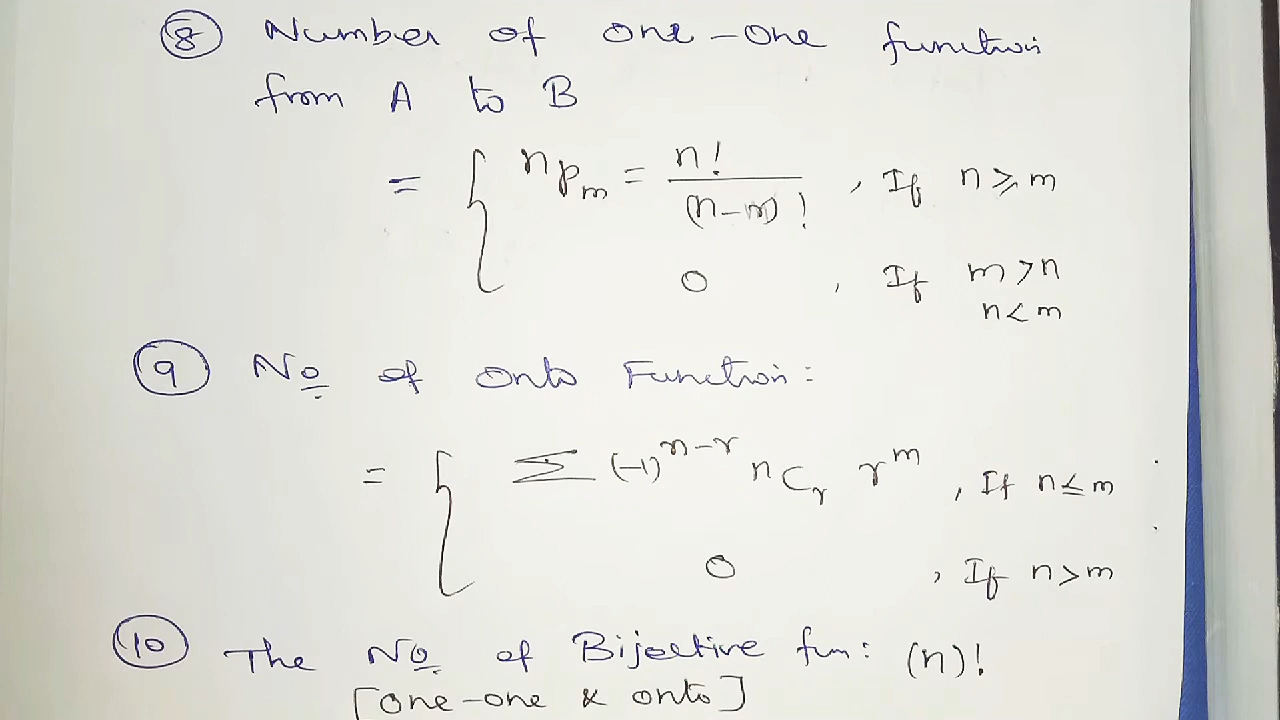 ⑧ Number of one-one function
from A to B
= { nPm = n!/(n-m)! , If n ≥ m
0 , If m > n
n < m
⑨ No of onto Function:
= { Σ (-1)^(n-r) nCr r^m , If n ≤ m
0 , If n > m
⑩ The No of Bijective fun: (n)!
[one-one & onto]